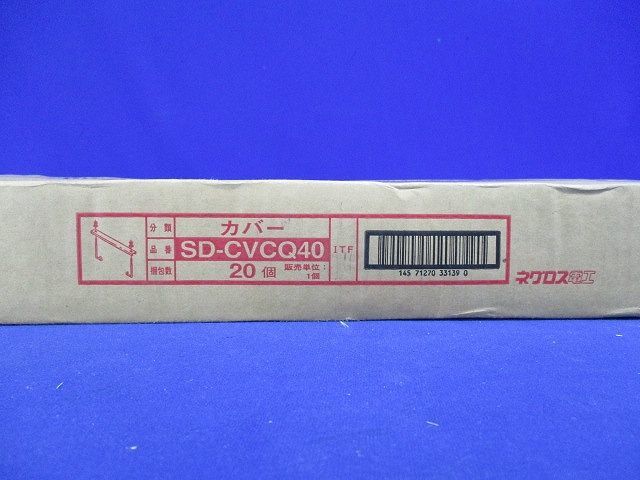 分類 カバー
品番 SD-CVCQ40
梱包数 20個 販売単位：1個
ITF
145 71270 33139 0
ネグロス電工